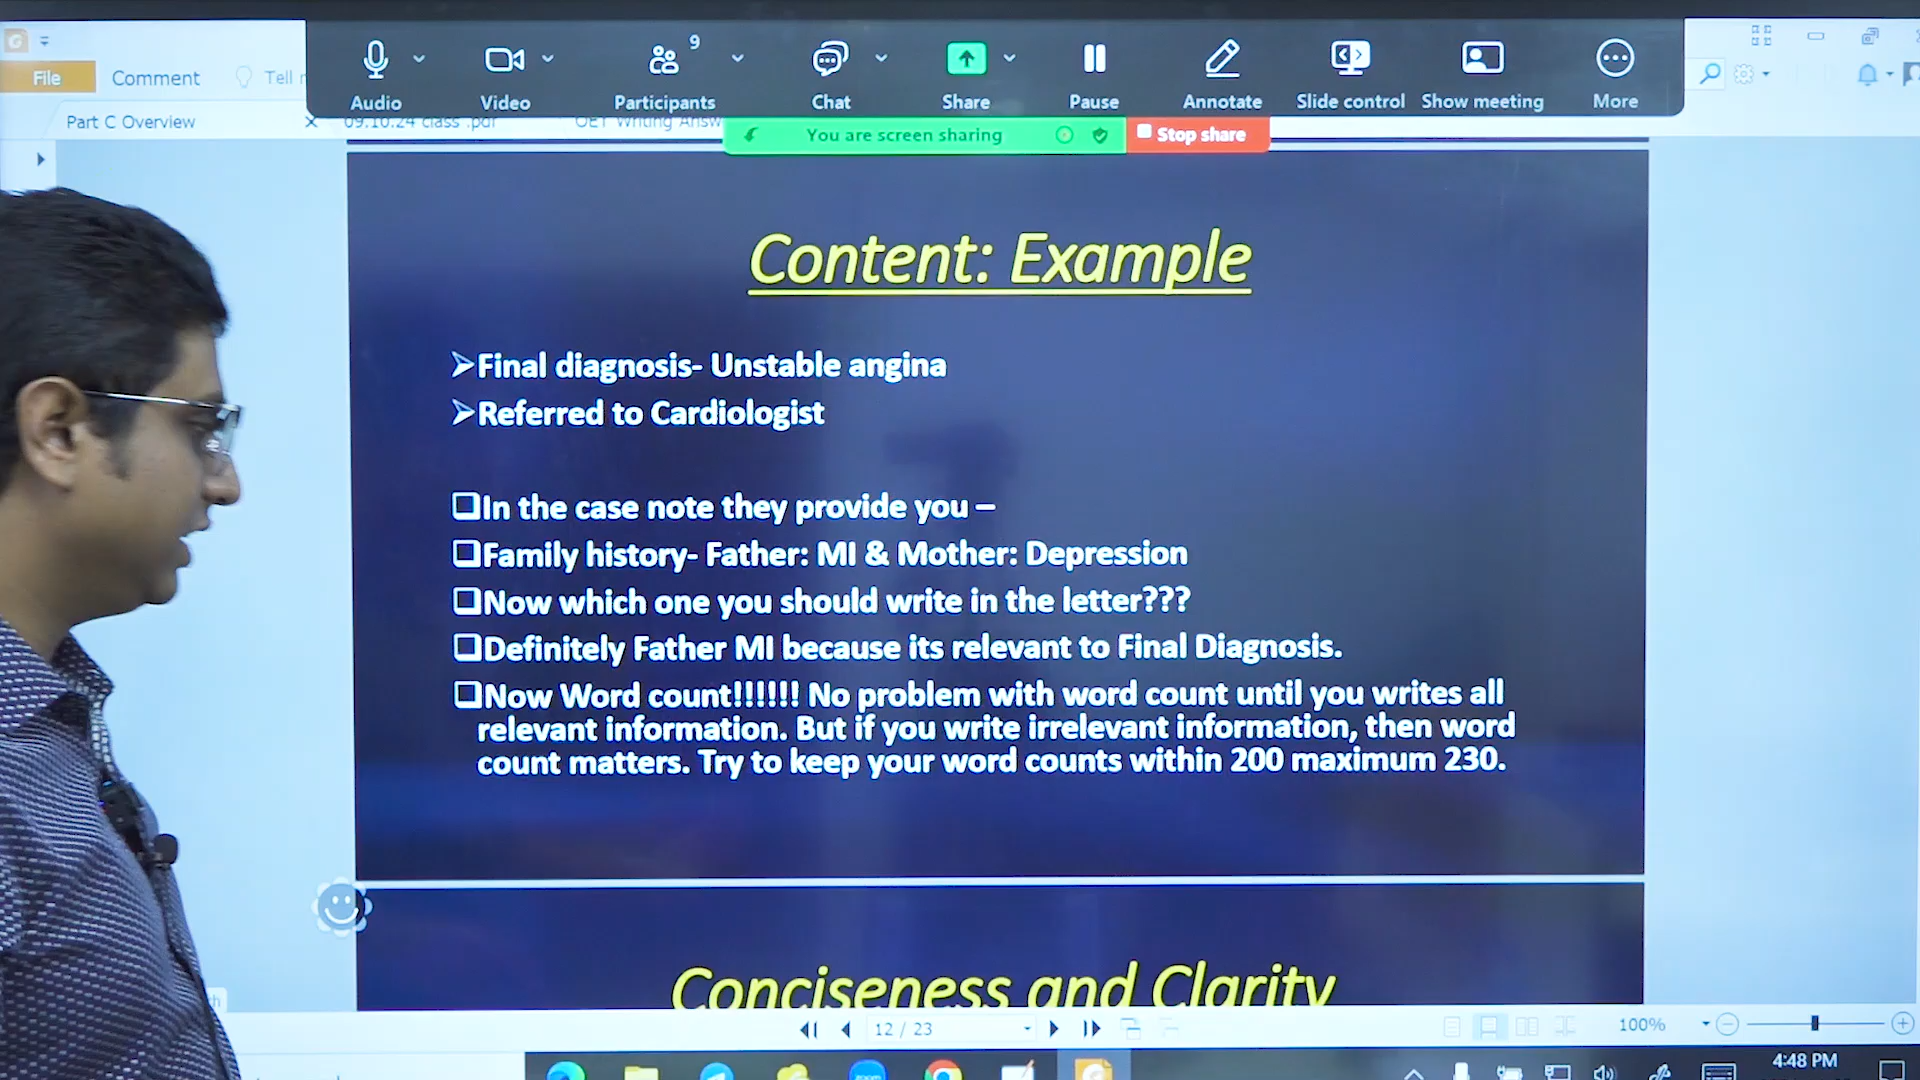 9
Audio
Video
Participants
Chat
Share
Pause
Annotate
Slide control
Show meeting
More
File
Comment
Tell
Part C Overview
09.10.24 class .pdf
OET Writing Answ
You are screen sharing
Stop share
Content: Example
➢Final diagnosis- Unstable angina
➢Referred to Cardiologist
❑In the case note they provide you –
❑Family history- Father: MI & Mother: Depression
❑Now which one you should write in the letter???
❑Definitely Father MI because its relevant to Final Diagnosis.
❑Now Word count!!!!!! No problem with word count until you writes all
relevant information. But if you write irrelevant information, then word
count matters. Try to keep your word counts within 200 maximum 230.
Conciseness and Clarity
12 / 23
100%
zoom
4:48 PM